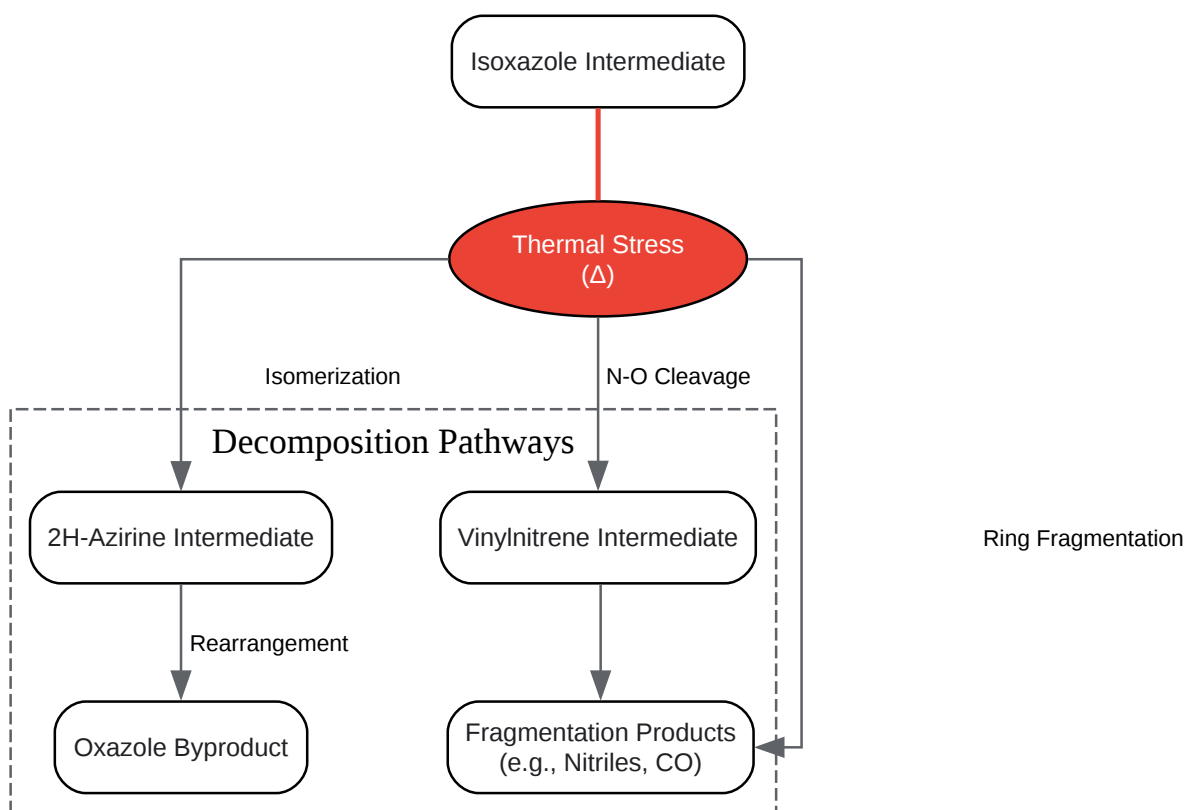 Isoxazole Intermediate
Thermal Stress
(Δ)
Isomerization
N-O Cleavage
Decomposition Pathways
2H-Azirine Intermediate
Vinylnitrene Intermediate
Ring Fragmentation
Rearrangement
Oxazole Byproduct
Fragmentation Products
(e.g., Nitriles, CO)